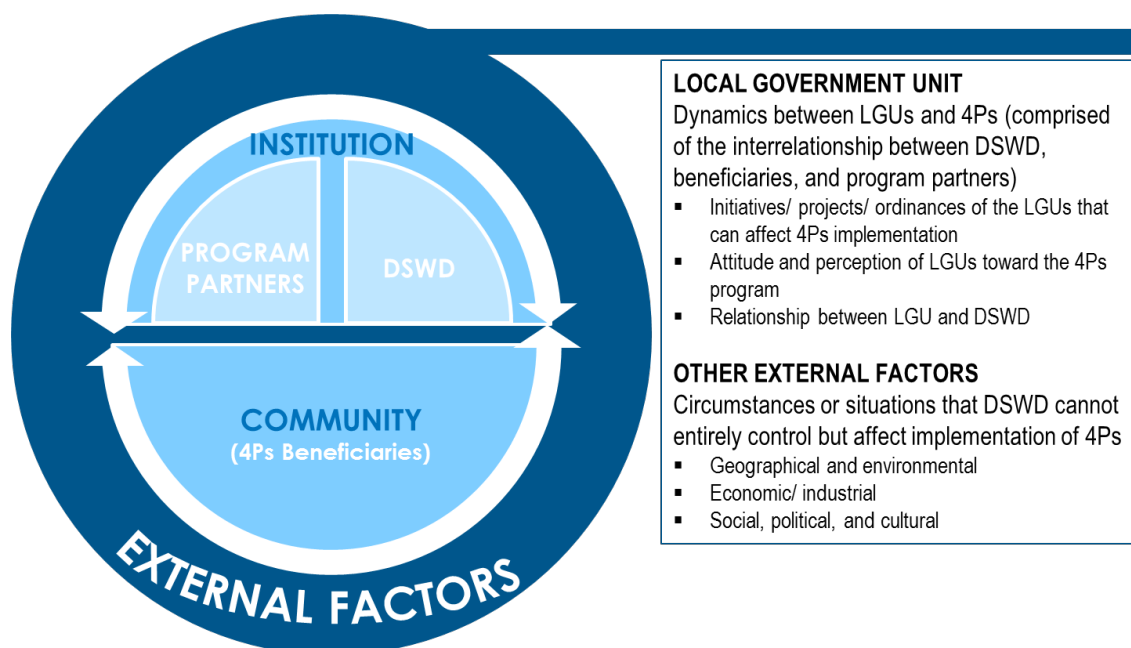 INSTITUTION
PROGRAM
PARTNERS
DSWD
COMMUNITY
(4Ps Beneficiaries)
EXTERNAL FACTORS
LOCAL GOVERNMENT UNIT
Dynamics between LGUs and 4Ps (comprised
of the interrelationship between DSWD,
beneficiaries, and program partners)
▪ Initiatives/ projects/ ordinances of the LGUs that
can affect 4Ps implementation
▪ Attitude and perception of LGUs toward the 4Ps
program
▪ Relationship between LGU and DSWD
OTHER EXTERNAL FACTORS
Circumstances or situations that DSWD cannot
entirely control but affect implementation of 4Ps
▪ Geographical and environmental
▪ Economic/ industrial
▪ Social, political, and cultural